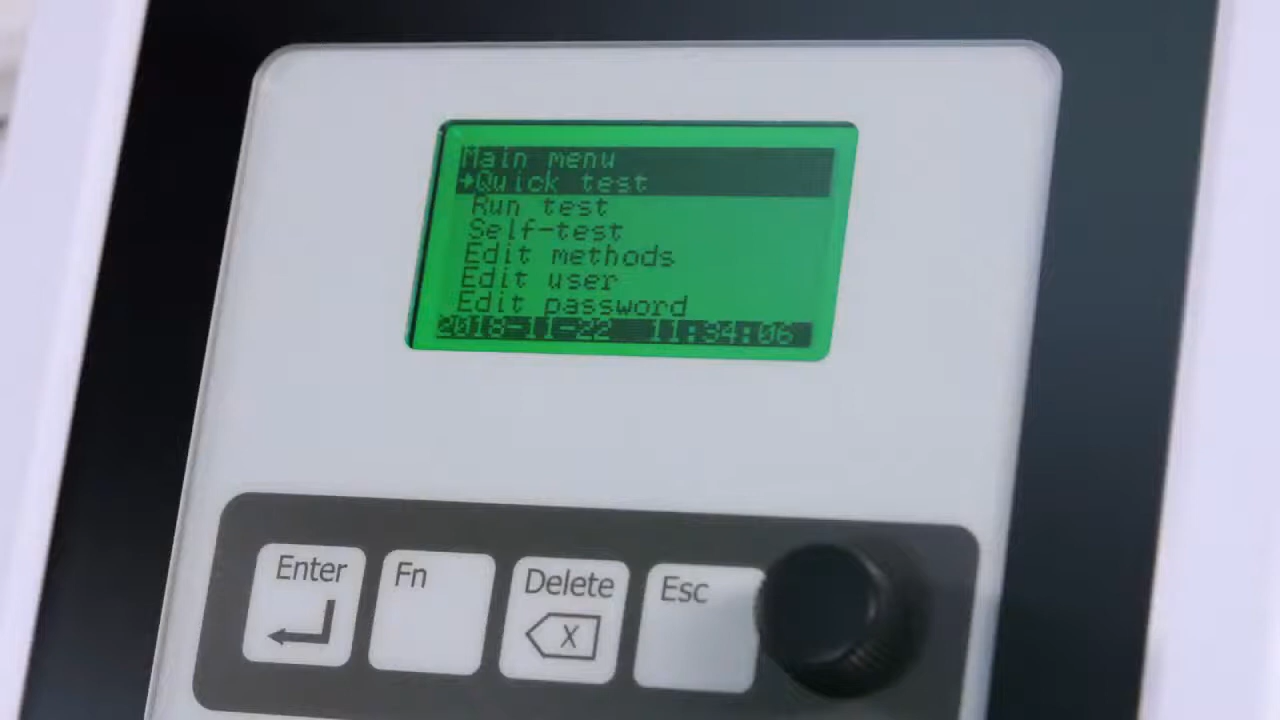 Main menu
→Quick test
Run test
Self-test
Edit methods
Edit user
Edit password
2018-11-22 11:34:06
Enter
Fn
Delete
X
Esc